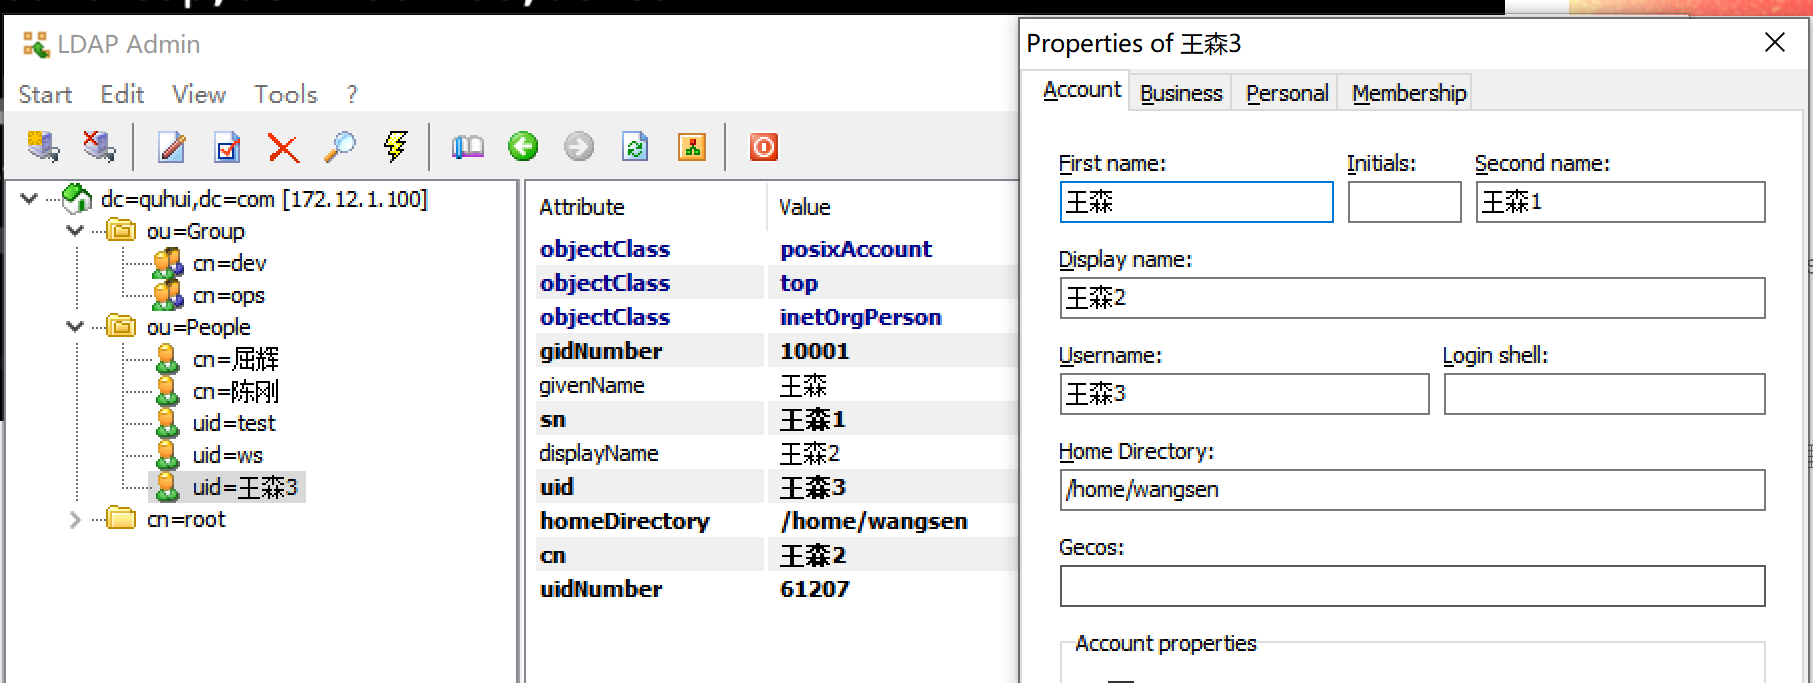 LDAP Admin
Start Edit View Tools ?
dc=quhui,dc=com [172.12.1.100]
ou=Group
cn=dev
cn=ops
ou=People
cn=屈辉
cn=陈刚
uid=test
uid=ws
uid=王森3
cn=root
Attribute Value
objectClass posixAccount
objectClass top
objectClass inetOrgPerson
gidNumber 10001
givenName 王森
sn 王森1
displayName 王森2
uid 王森3
homeDirectory /home/wangsen
cn 王森2
uidNumber 61207
Properties of 王森3
Account Business Personal Membership
First name: Initials: Second name:
王森 王森1
Display name:
王森2
Username: Login shell:
王森3
Home Directory:
/home/wangsen
Gecos:
Account properties